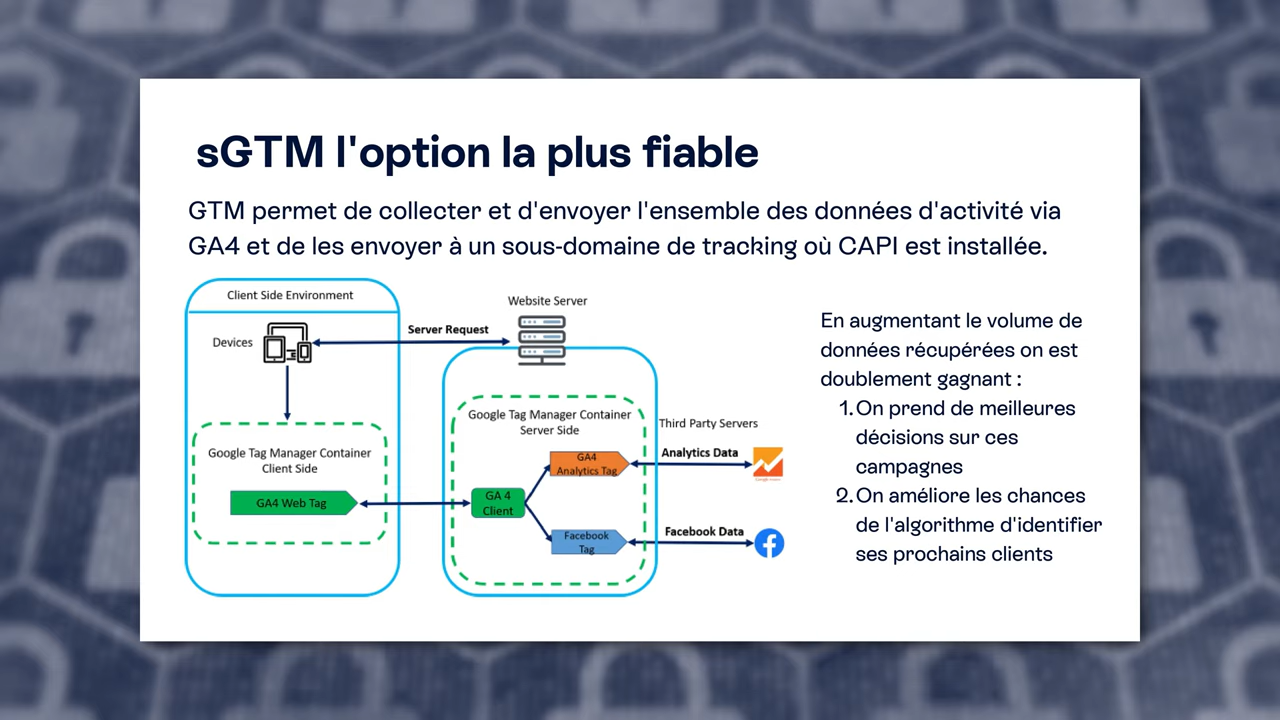 sGTM l'option la plus fiable
GTM permet de collecter et d'envoyer l'ensemble des données d'activité via
GA4 et de les envoyer à un sous-domaine de tracking où CAPI est installée.
Client Side Environment
Devices
Server Request
Website Server
Google Tag Manager Container
Client Side
GA4 Web Tag
Google Tag Manager Container
Server Side
GA 4
Client
GA4
Analytics Tag
Facebook
Tag
Third Party Servers
Analytics Data
Facebook Data
En augmentant le volume de
données récupérées on est
doublement gagnant :
1. On prend de meilleures
décisions sur ces
campagnes
2. On améliore les chances
de l'algorithme d'identifier
ses prochains clients